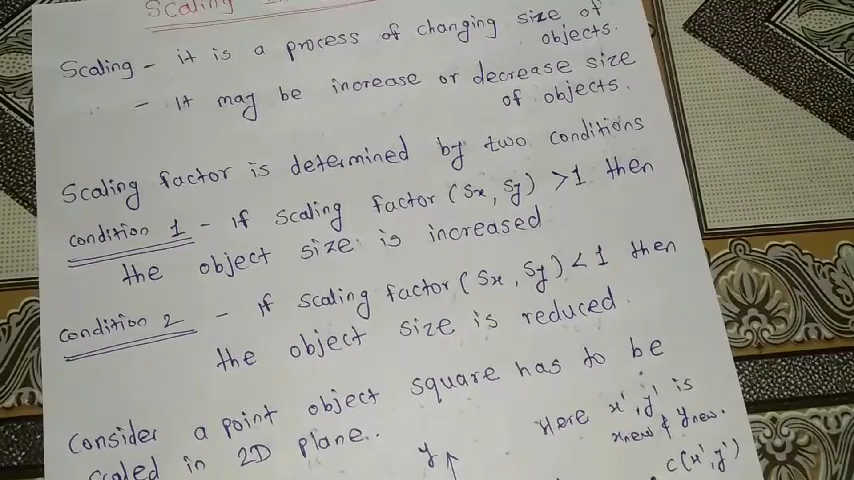 Scaling
Scaling - it is a process of changing size of
objects.
- It may be increase or decrease size
of objects.
Scaling factor is determined by two conditions
condition 1 - if scaling factor (Sx, Sy) >1 then
the object size is increased
condition 2 - if scaling factor (Sx, Sy) < 1 then
the object size is reduced.
Consider a point object square has to be
scaled in 2D plane..
Here x', y' is
xnew & ynew.
y
C(x', y')